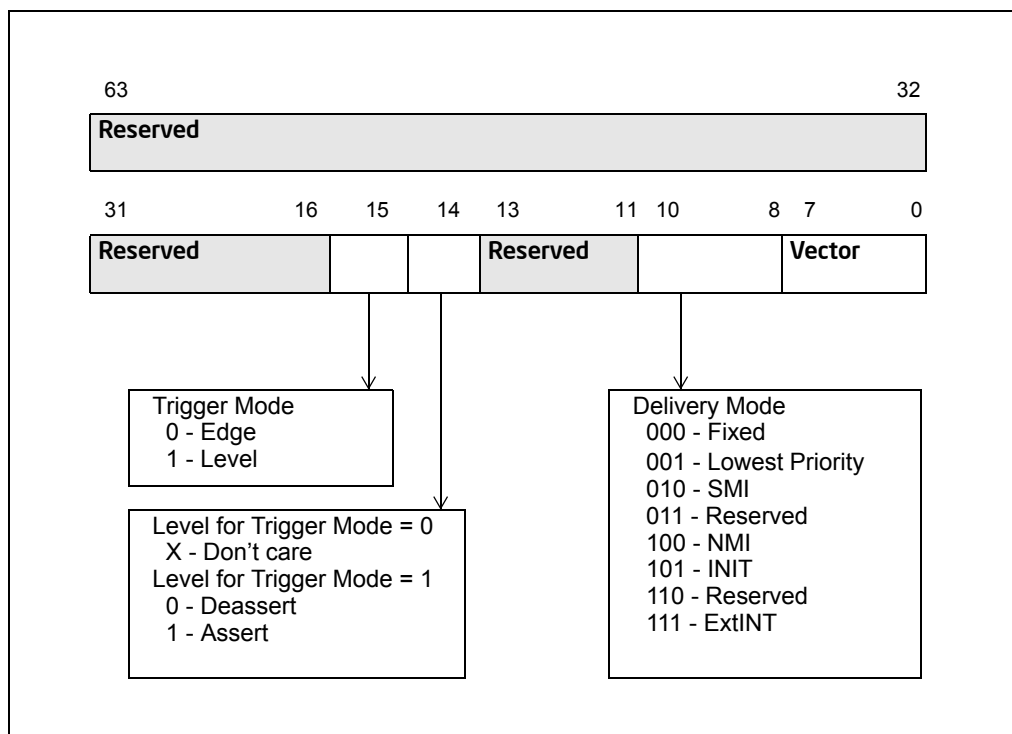 63 32
Reserved
31 16 15 14 13 11 10 8 7 0
Reserved Reserved Vector
Trigger Mode
0 - Edge
1 - Level
Level for Trigger Mode = 0
X - Don't care
Level for Trigger Mode = 1
0 - Deassert
1 - Assert
Delivery Mode
000 - Fixed
001 - Lowest Priority
010 - SMI
011 - Reserved
100 - NMI
101 - INIT
110 - Reserved
111 - ExtINT